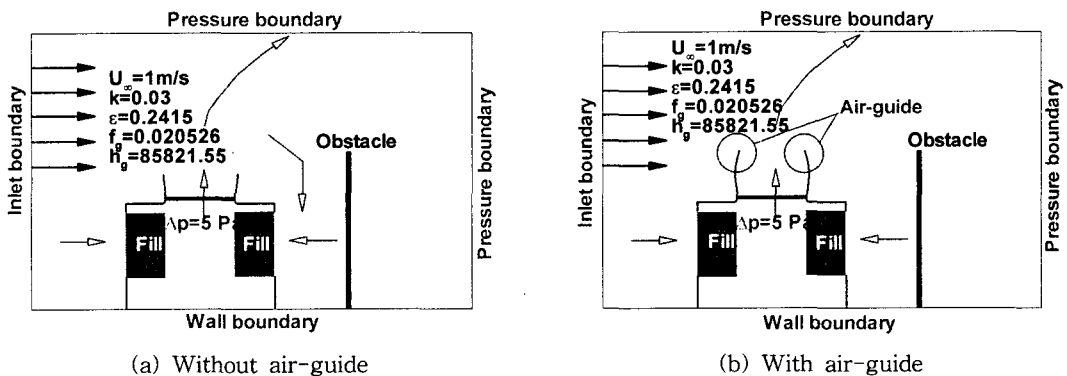 Pressure boundary
Inlet boundary
U∞=1m/s
k=0.03
ε=0.2415
fg=0.020526
hg=85821.55
Obstacle
Δp=5 Pa
Fill
Fill
Pressure boundary
Wall boundary
(a) Without air-guide
Pressure boundary
Inlet boundary
U∞=1m/s
k=0.03
ε=0.2415
fg=0.020526
hg=85821.55
Air-guide
Obstacle
Δp=5 Pa
Fill
Fill
Pressure boundary
Wall boundary
(b) With air-guide